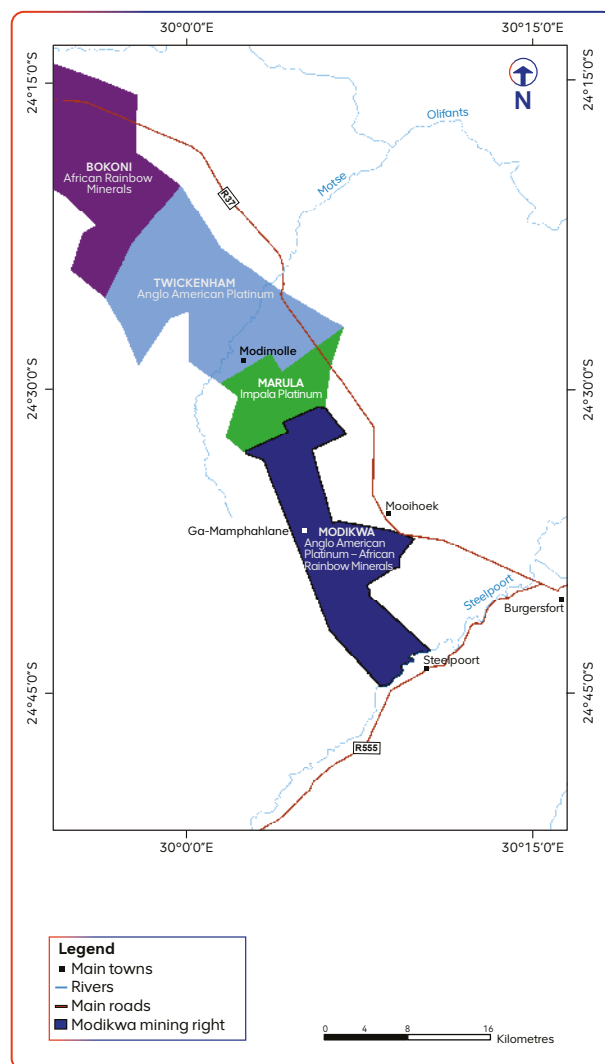 30°0'0"E
30°15'0"E
24°15'0"S
24°15'0"S
N
Olifants
Motse
BOKONI
African Rainbow
Minerals
R37
TWICKENHAM
Anglo American Platinum
Modimolle
24°30'0"S
24°30'0"S
MARULA
Impala Platinum
Mooihoek
Ga-Mamphahlane
MODIKWA
Anglo American
Platinum – African
Rainbow Minerals
Steelpoort
Burgersfort
Steelpoort
24°45'0"S
24°45'0"S
R555
30°0'0"E
30°15'0"E
Legend
Main towns
Rivers
Main roads
Modikwa mining right
0 4 8 16
Kilometres